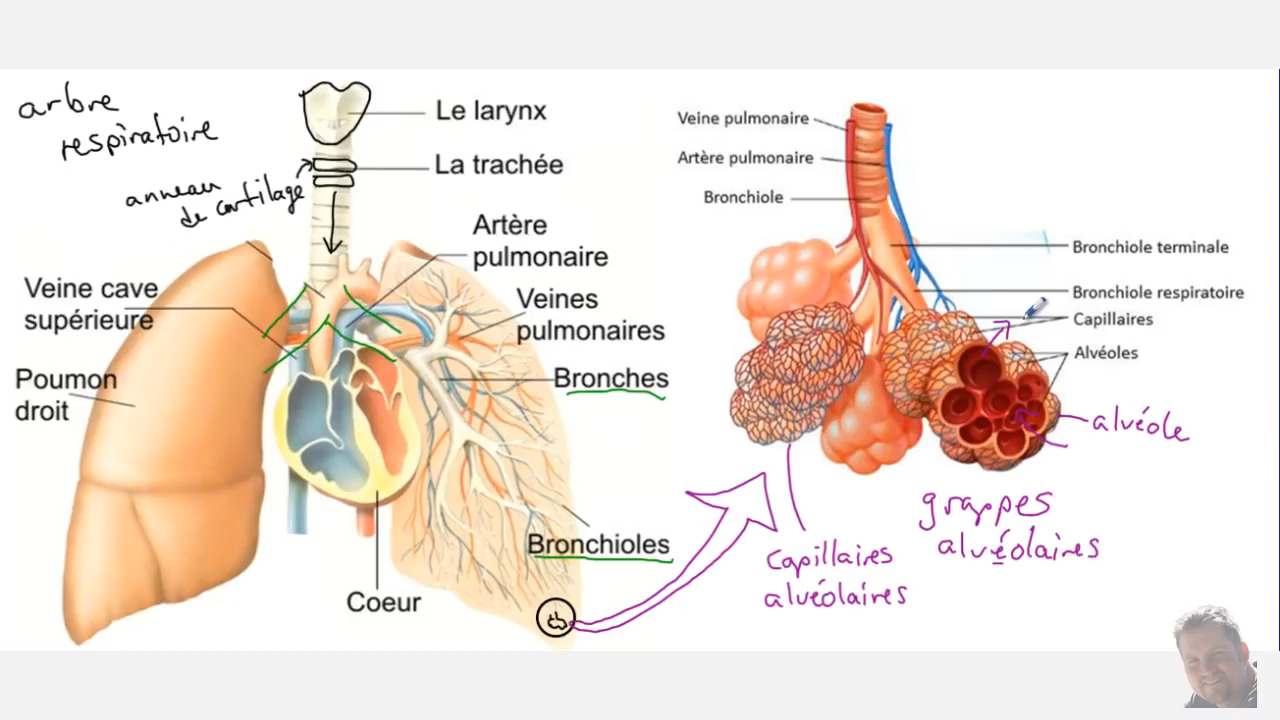 arbre
respiratoire
anneau
de cartilage
Le larynx
La trachée
Artère
pulmonaire
Veine cave
supérieure
Veines
pulmonaires
Poumon
droit
Bronches
Bronchioles
Coeur
Veine pulmonaire
Artère pulmonaire
Bronchiole
Bronchiole terminale
Bronchiole respiratoire
Capillaires
Alvéoles
alvéole
grappes
alvéolaires
Capillaires
alvéolaires